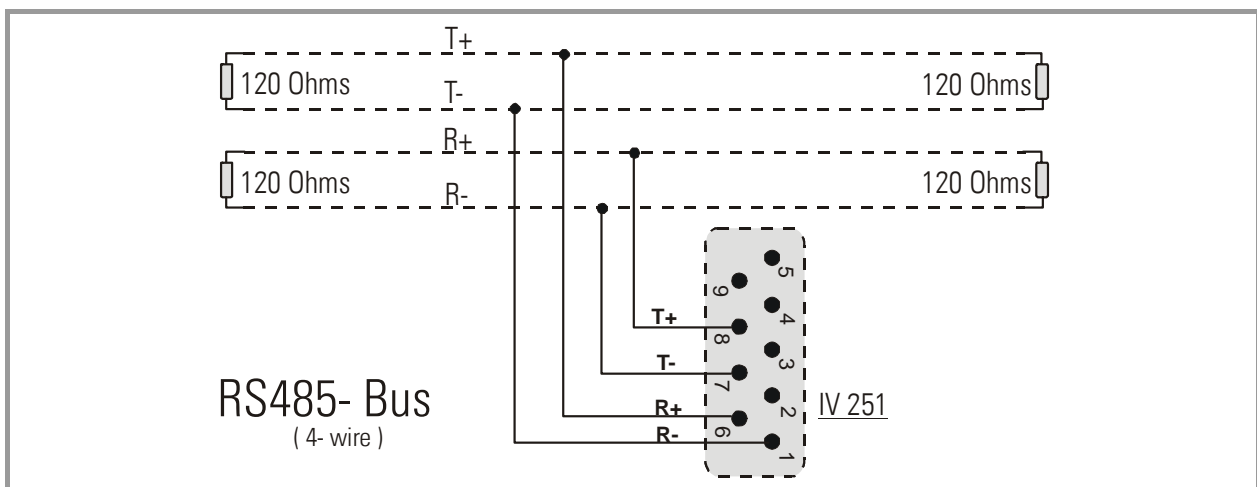 T+
120 Ohms
120 Ohms
T-
R+
120 Ohms
120 Ohms
R-
5
9
4
T+
8
3
T-
7
2
IV 251
R+
6
R-
1
RS485- Bus
( 4- wire )